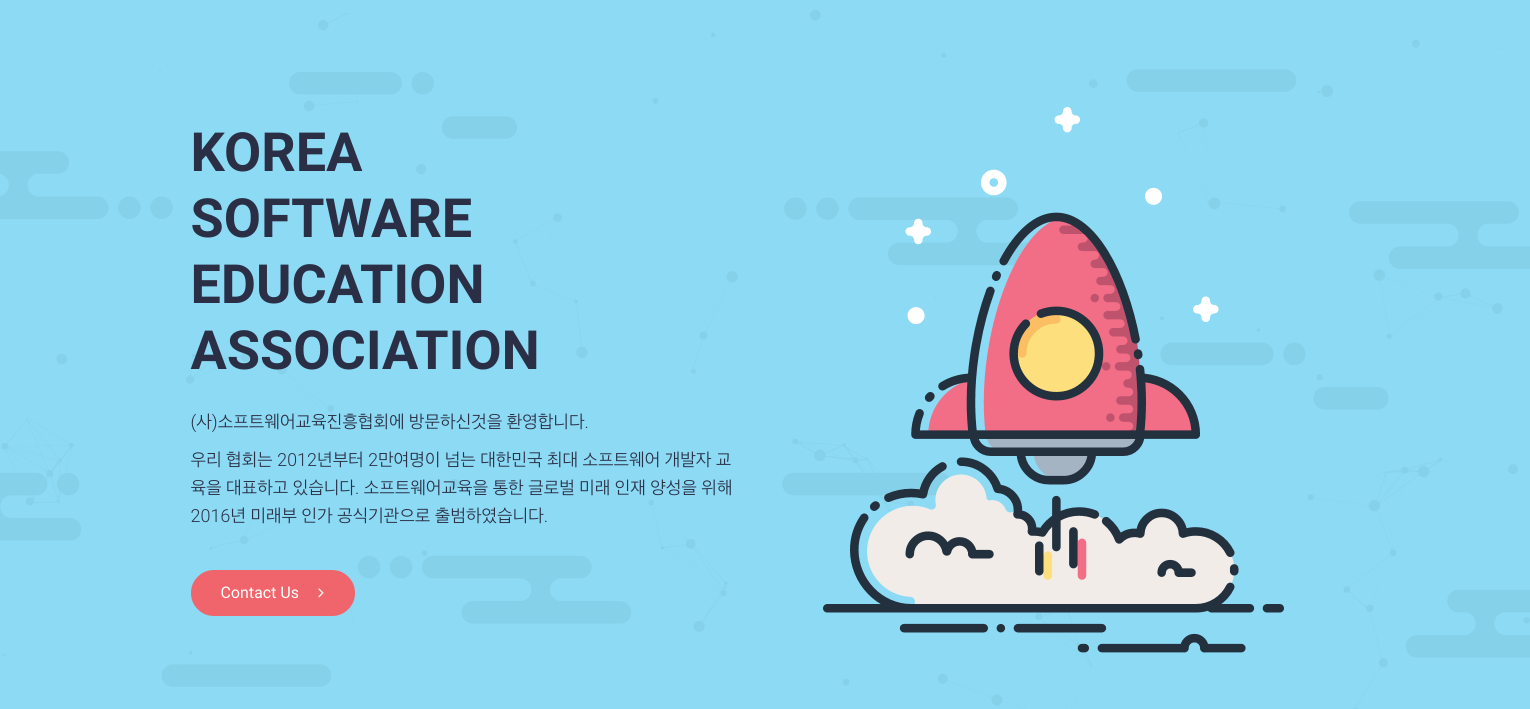 KOREA
SOFTWARE
EDUCATION
ASSOCIATION
(사)소프트웨어교육진흥협회에 방문하신것을 환영합니다.
우리 협회는 2012년부터 2만여명이 넘는 대한민국 최대 소프트웨어 개발자 교
육을 대표하고 있습니다. 소프트웨어교육을 통한 글로벌 미래 인재 양성을 위해
2016년 미래부 인가 공식기관으로 출범하였습니다.
Contact Us